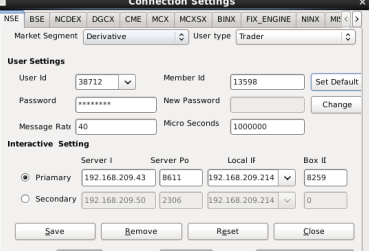 Connection Settings
NSE BSE NCDEX DGCX CME MCX MCXSX BINX FIX_ENGINE NINX MIS < >
Market Segment Derivative User type Trader
User Settings
User Id 38712 Member Id 13598 Set Default
Password ******** New Password Change
Message Rate 40 Micro Seconds 1000000
Interactive Setting
Server I Server Po Local IF Box II
Priamary 192.168.209.43 8611 192.168.209.214 8259
Secondary 192.168.209.50 2306 192.168.209.214 0
Save Remove Reset Close